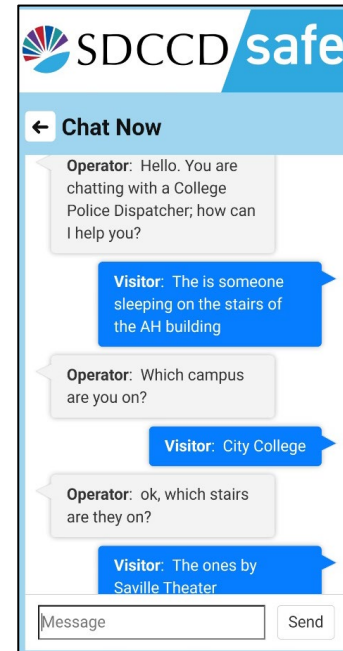 SDCCD safe
← Chat Now
Operator: Hello. You are
chatting with a College
Police Dispatcher; how can
I help you?
Visitor: The is someone
sleeping on the stairs of
the AH building
Operator: Which campus
are you on?
Visitor: City College
Operator: ok, which stairs
are they on?
Visitor: The ones by
Saville Theater
Message
Send